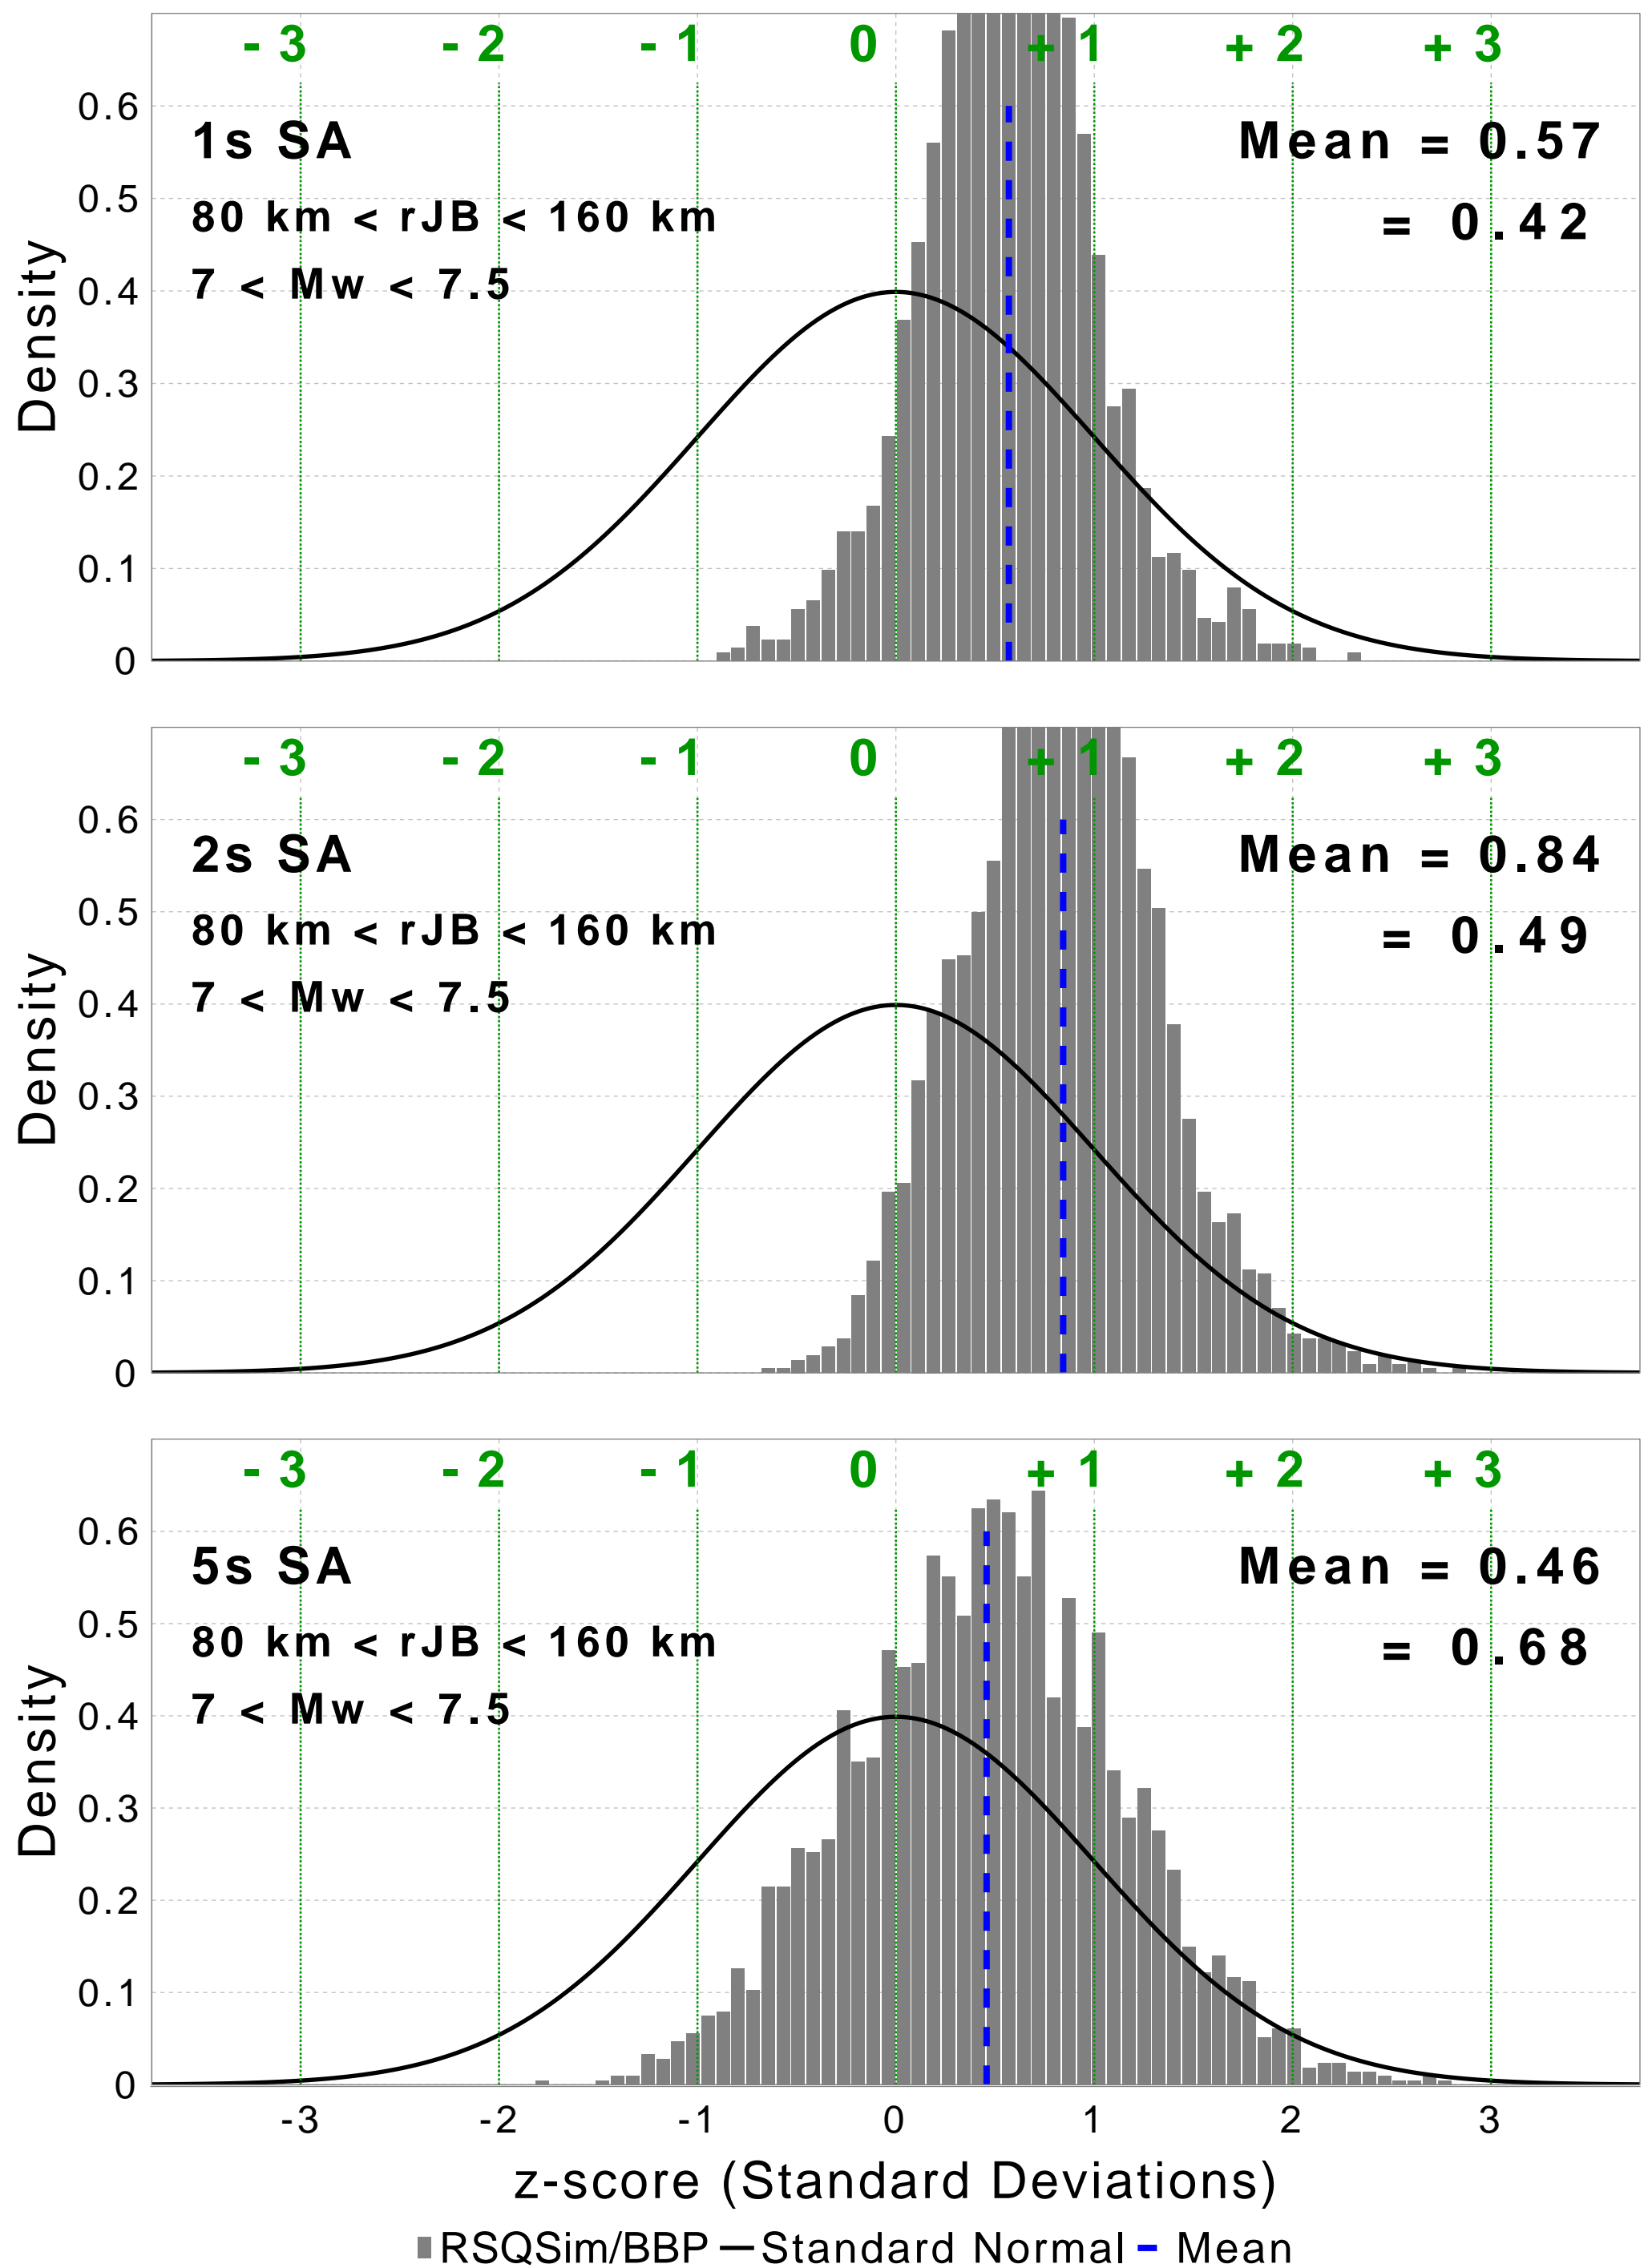 - 3 - 2 - 1 0 + 1 + 2 + 3
0.6
1s SA Mean = 0.57
0.5
80 km < rJB < 160 km = 0.42
7 < Mw < 7.5
0.4
0.3
0.2
0.1
0
Density
- 3 - 2 - 1 0 + 1 + 2 + 3
0.6
2s SA Mean = 0.84
0.5
80 km < rJB < 160 km = 0.49
7 < Mw < 7.5
0.4
0.3
0.2
0.1
0
Density
- 3 - 2 - 1 0 + 1 + 2 + 3
0.6
5s SA Mean = 0.46
0.5
80 km < rJB < 160 km = 0.68
7 < Mw < 7.5
0.4
0.3
0.2
0.1
0
Density
-3 -2 -1 0 1 2 3
z-score (Standard Deviations)
RSQSim/BBP Standard Normal Mean